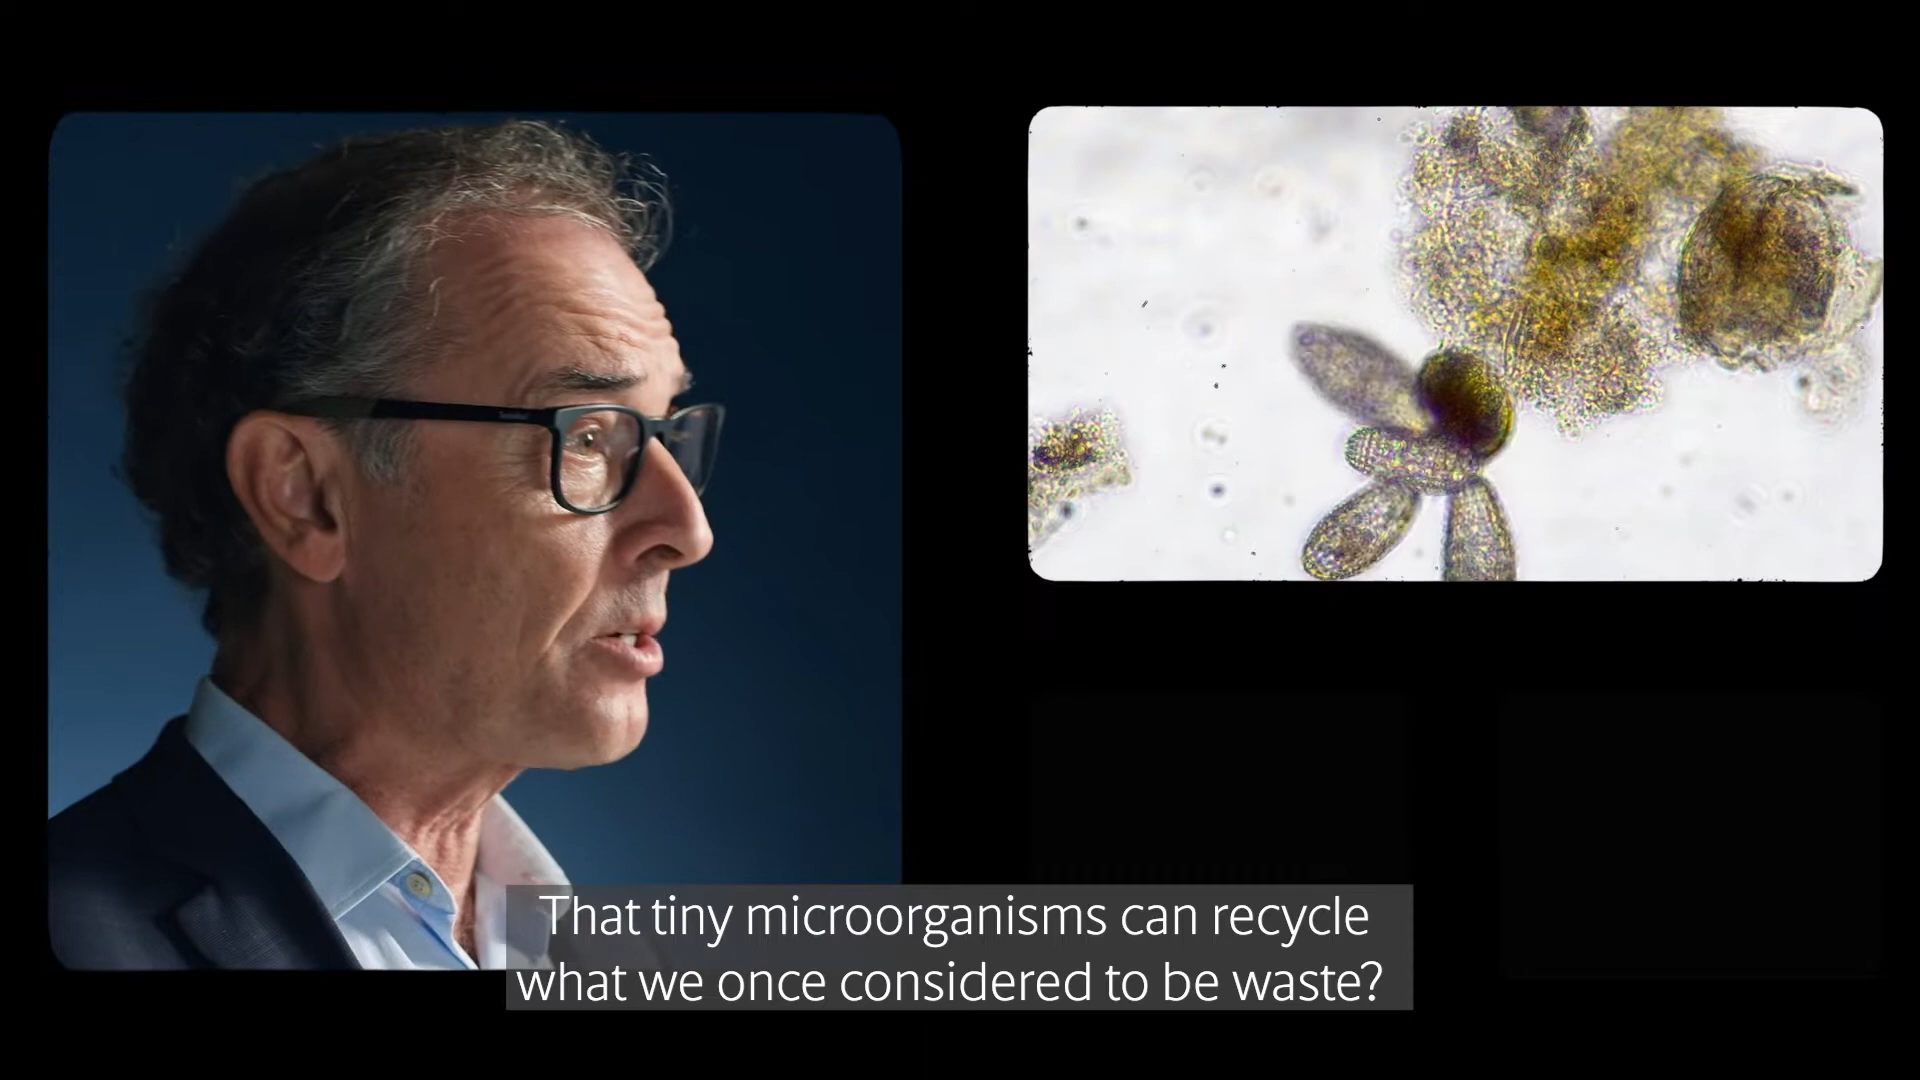 That tiny microorganisms can recycle
what we once considered to be waste?